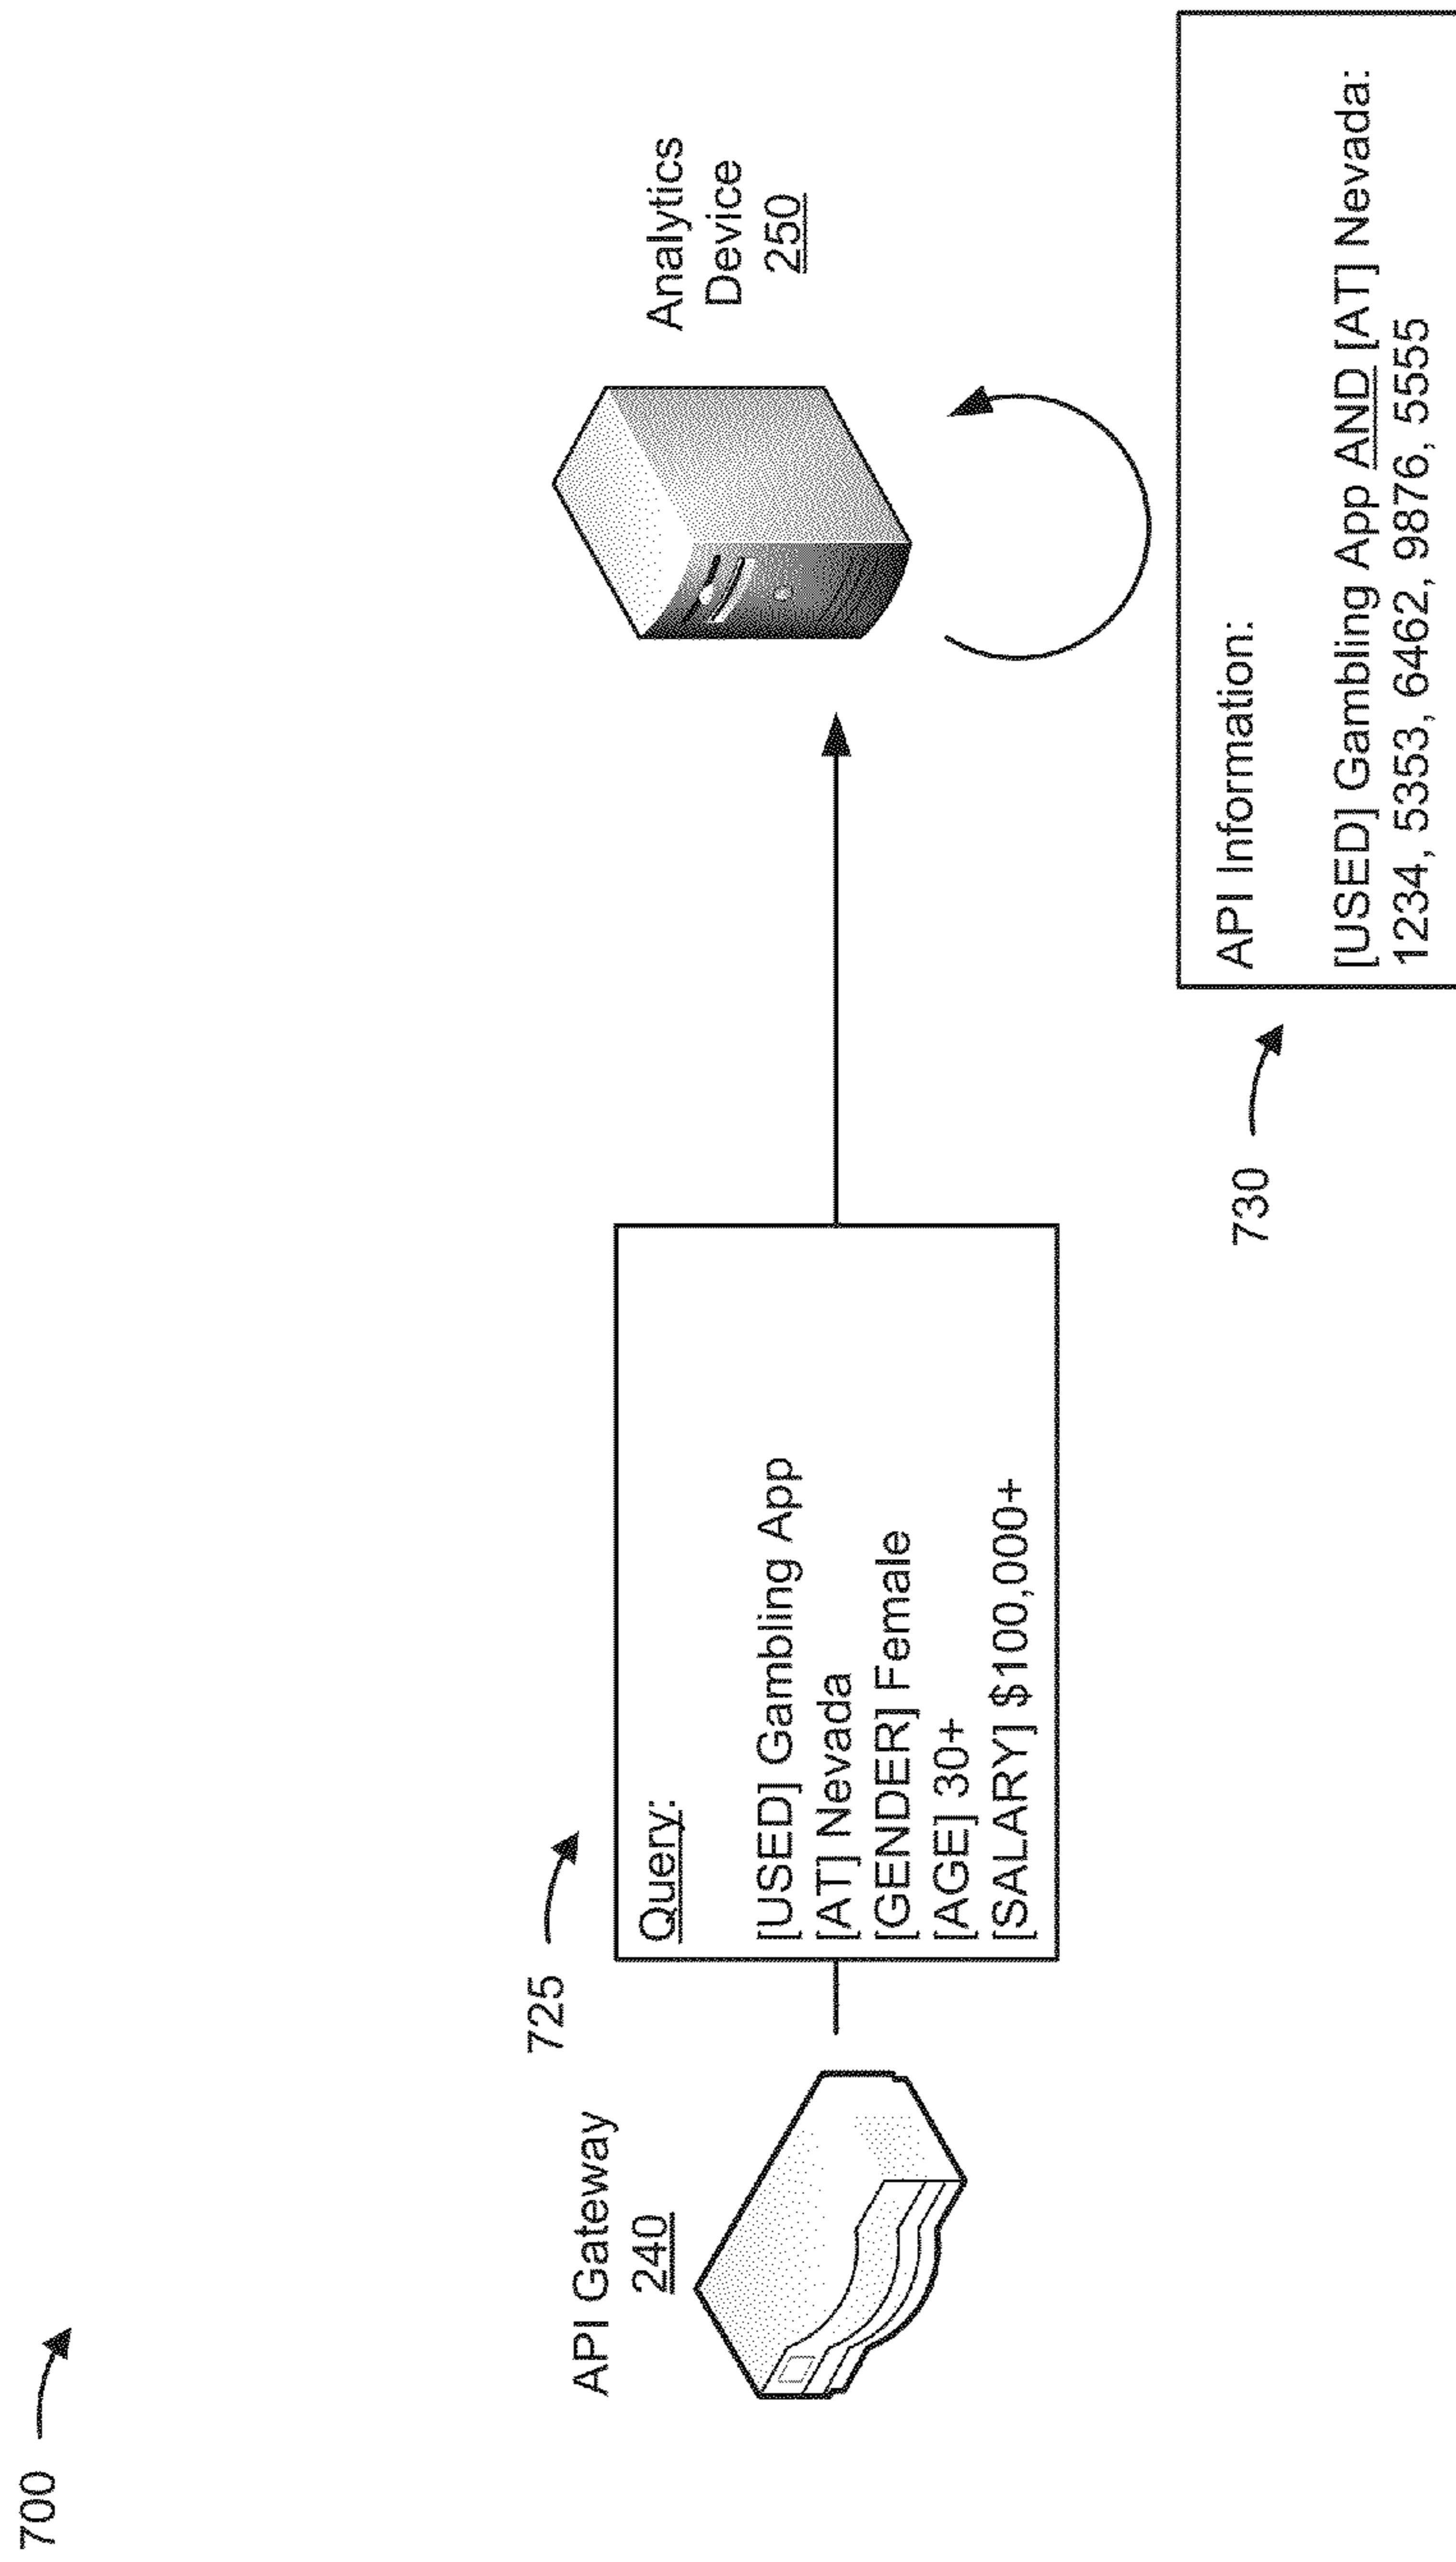 700
API Gateway
240
725
Query:
[USED] Gambling App
[AT] Nevada
[GENDER] Female
[AGE] 30+
[SALARY] $100,000+
Analytics
Device
250
730
API Information:
[USED] Gambling App AND [AT] Nevada:
1234, 5353, 6462, 9876, 5555